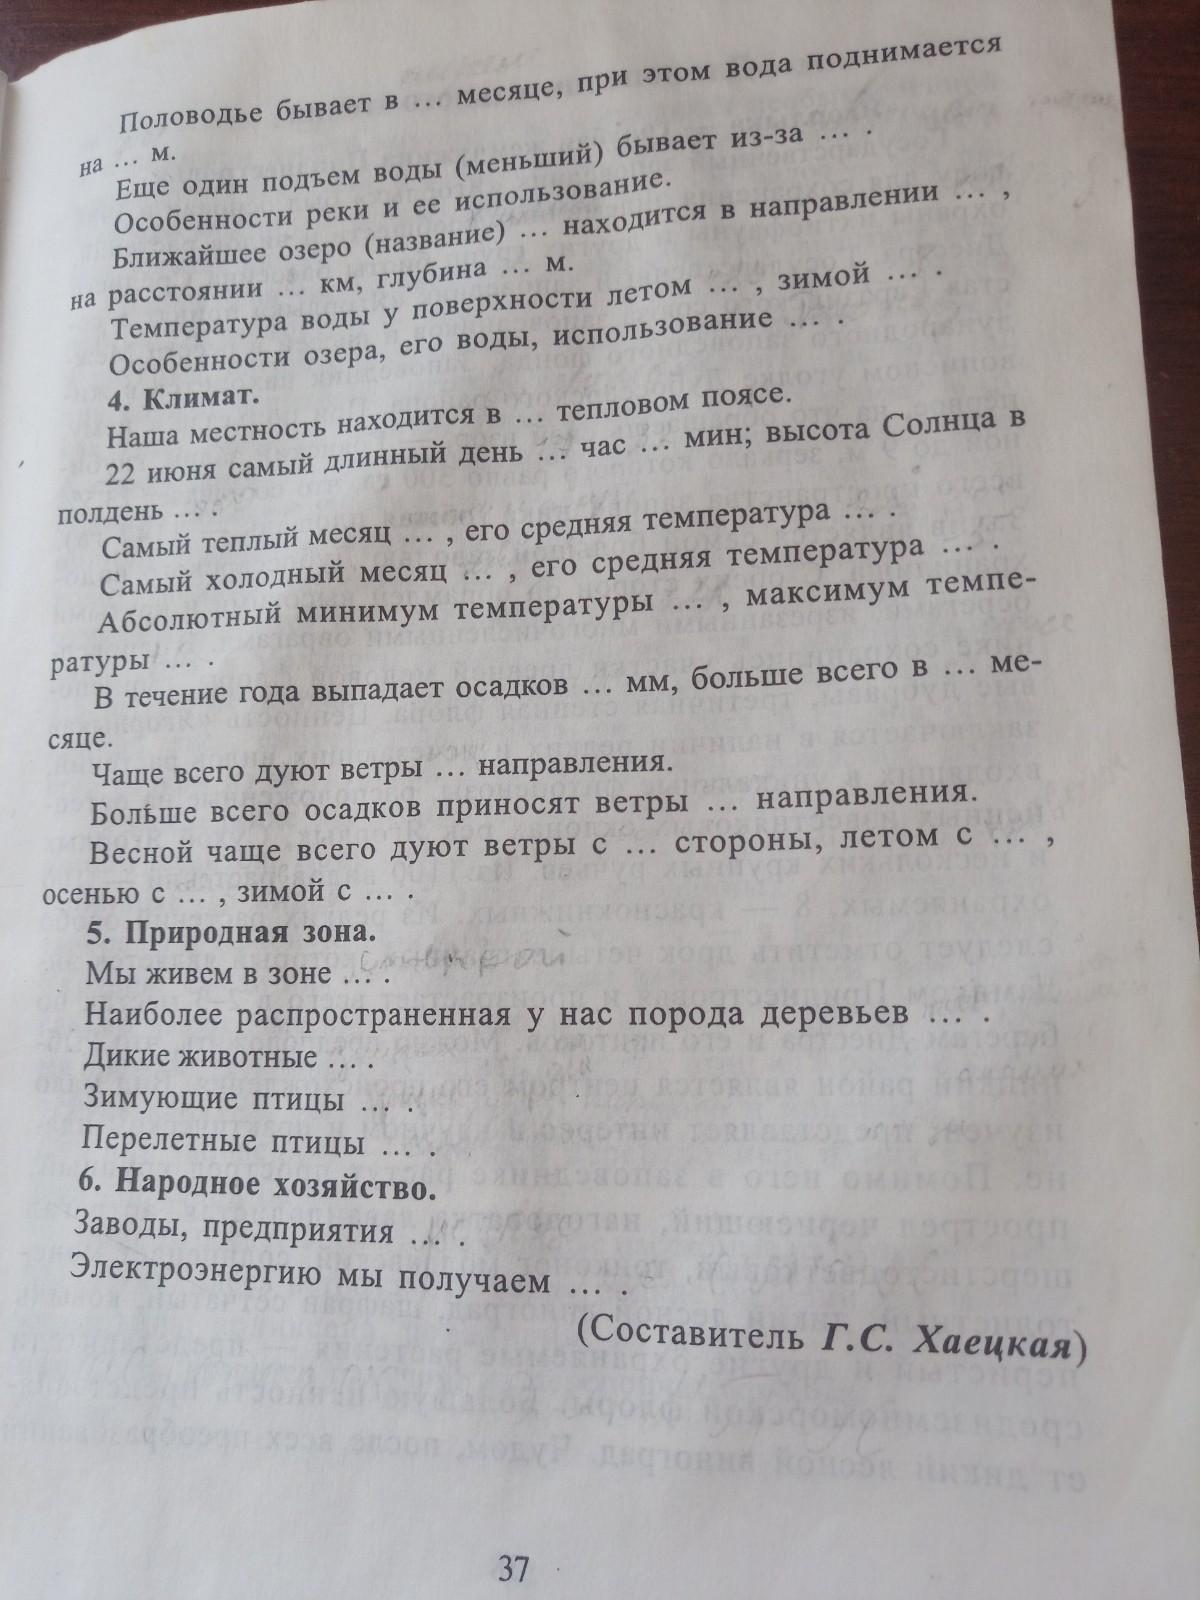 Половодье бывает в ... месяце, при этом вода поднимается
на ... м.
Еще один подъем воды (меньший) бывает из-за ... .
Особенности реки и ее использование.
Ближайшее озеро (название) ... находится в направлении ... ,
на расстоянии ... км, глубина ... м.
Температура воды у поверхности летом ... , зимой ... .
Особенности озера, его воды, использование ... .
4. Климат.
Наша местность находится в ... тепловом поясе.
22 июня самый длинный день ... час ... мин; высота Солнца в
полдень ... .
Самый теплый месяц ... , его средняя температура ... .
Самый холодный месяц ... , его средняя температура ... .
Абсолютный минимум температуры ... , максимум темпе-
ратуры ... .
В течение года выпадает осадков ... мм, больше всего в ... ме-
сяце.
Чаще всего дуют ветры ... направления.
Больше всего осадков приносят ветры ... направления.
Весной чаще всего дуют ветры с ... стороны, летом с ... ,
осенью с ... , зимой с ... .
5. Природная зона.
Мы живем в зоне ... .
Наиболее распространенная у нас порода деревьев ... .
Дикие животные ... .
Зимующие птицы ... .
Перелетные птицы ... .
6. Народное хозяйство.
Заводы, предприятия ... .
Электроэнергию мы получаем ... .
(Составитель Г.С. Хаецкая)
37